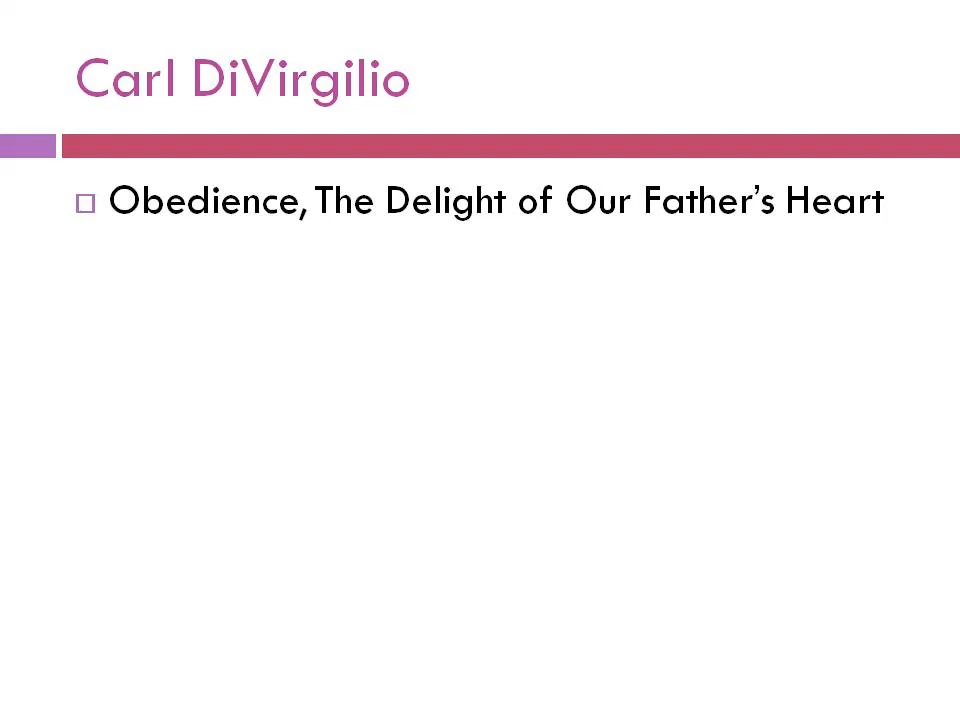 Carl DiVirgilio
Obedience, The Delight of Our Father’s Heart